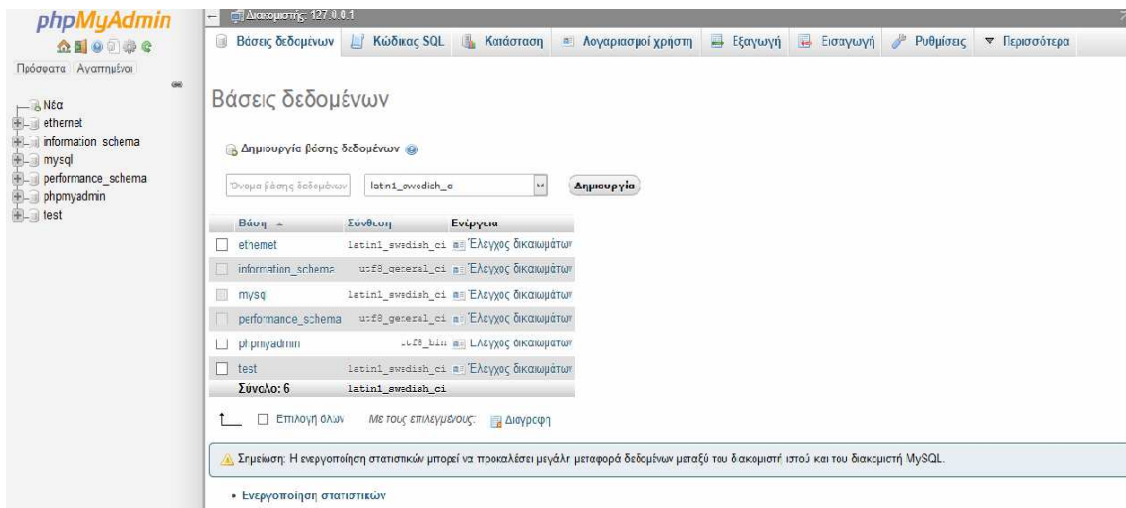 phpMyAdmin
Πρόσφατα Αγαπημένοι
Νέα
ethernet
information_schema
mysql
performance_schema
phpmyadmin
test
Διακομιστής: 127.0.0.1
Βάσεις δεδομένων Κώδικας SQL Κατάσταση Λογαριασμοί χρήστη Εξαγωγή Εισαγωγή Ρυθμίσεις Περισσότερα
Βάσεις δεδομένων
Δημιουργία βάσης δεδομένων
Όνομα βάσης δεδομένων latin1_swedish_c Δημιουργία
Βάση Σύνθεση Ενέργεια
ethernet latin1_swedish_ci Έλεγχος δικαιωμάτων
information_schema utf8_general_ci Έλεγχος δικαιωμάτων
mysql latin1_swedish_ci Έλεγχος δικαιωμάτων
performance_schema utf8_general_ci Έλεγχος δικαιωμάτων
phpmyadmin utf8_bin Έλεγχος δικαιωμάτων
test latin1_swedish_ci Έλεγχος δικαιωμάτων
Σύνολο: 6 latin1_swedish_ci
Επιλογή όλων Με τους επιλεγμένους: Διαγραφή
Σημείωση: Η ενεργοποίηση στατιστικών μπορεί να προκαλέσει μεγάλη μεταφορά δεδομένων μεταξύ του διακομιστή ιστού και του διακομιστή MySQL.
• Ενεργοποίηση στατιστικών